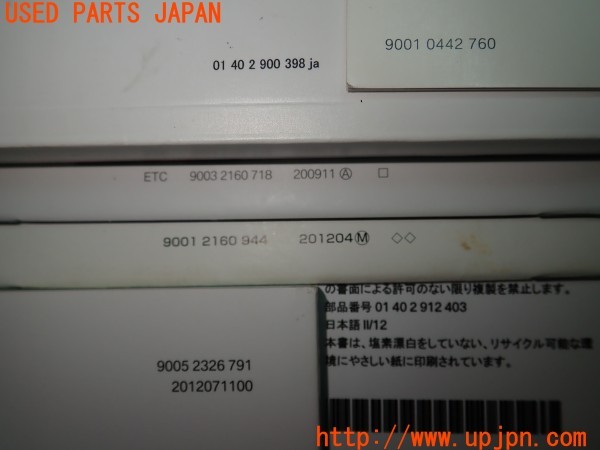 USED PARTS JAPAN
9001 0442 760
01 40 2 900 398 ja
ETC 9003 2160 718 200911 Ⓐ □
9001 2160 944 201204 Ⓜ ◇◇
の書面による許可のない限り複製を禁止します。
部品番号 01 40 2 912 403
日本語 II/12
本書は、塩素漂白をしていない、リサイクル可能な環
境にやさしい紙に印刷されています。
9005 2326 791
2012071100
http://www.upjpn.com